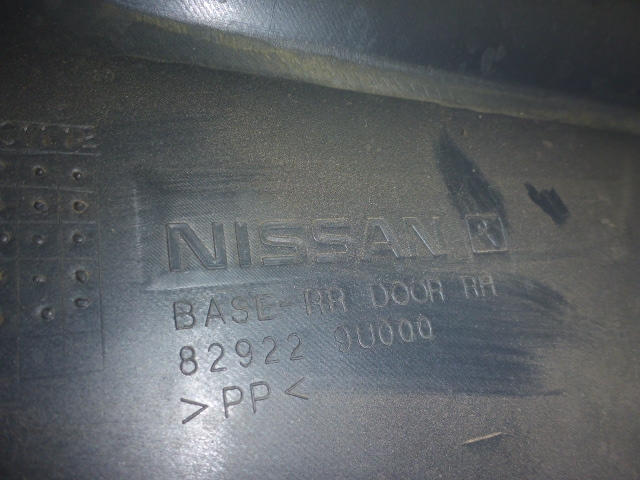 NISSAN R
BASE-RR DOOR RH
82922 9U000
>PP<